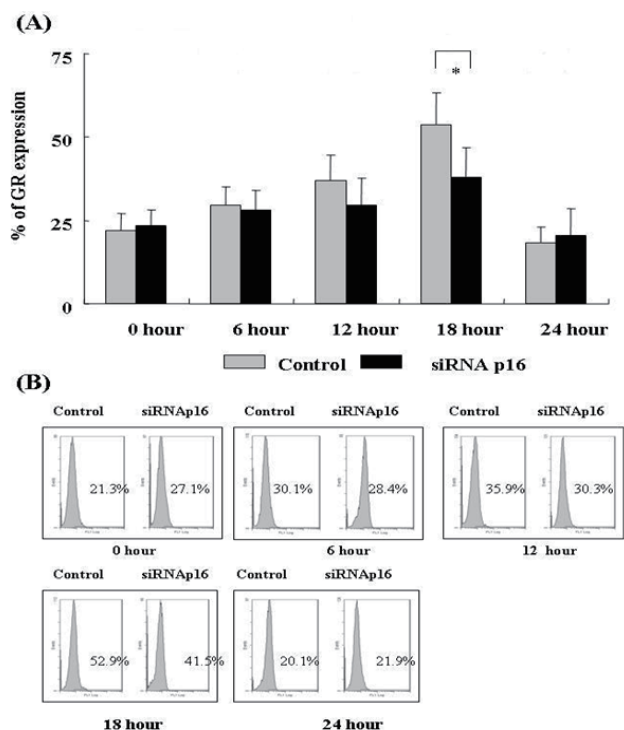 (A)
% of GR expression
75
50
25
0
*
0 hour 6 hour 12 hour 18 hour 24 hour
Control siRNA p16
(B)
Control siRNAp16 Control siRNAp16 Control siRNAp16
21.3% 27.1% 30.1% 28.4% 35.9% 30.3%
0 hour 6 hour 12 hour
Control siRNAp16 Control siRNAp16
52.9% 41.5% 20.1% 21.9%
18 hour 24 hour